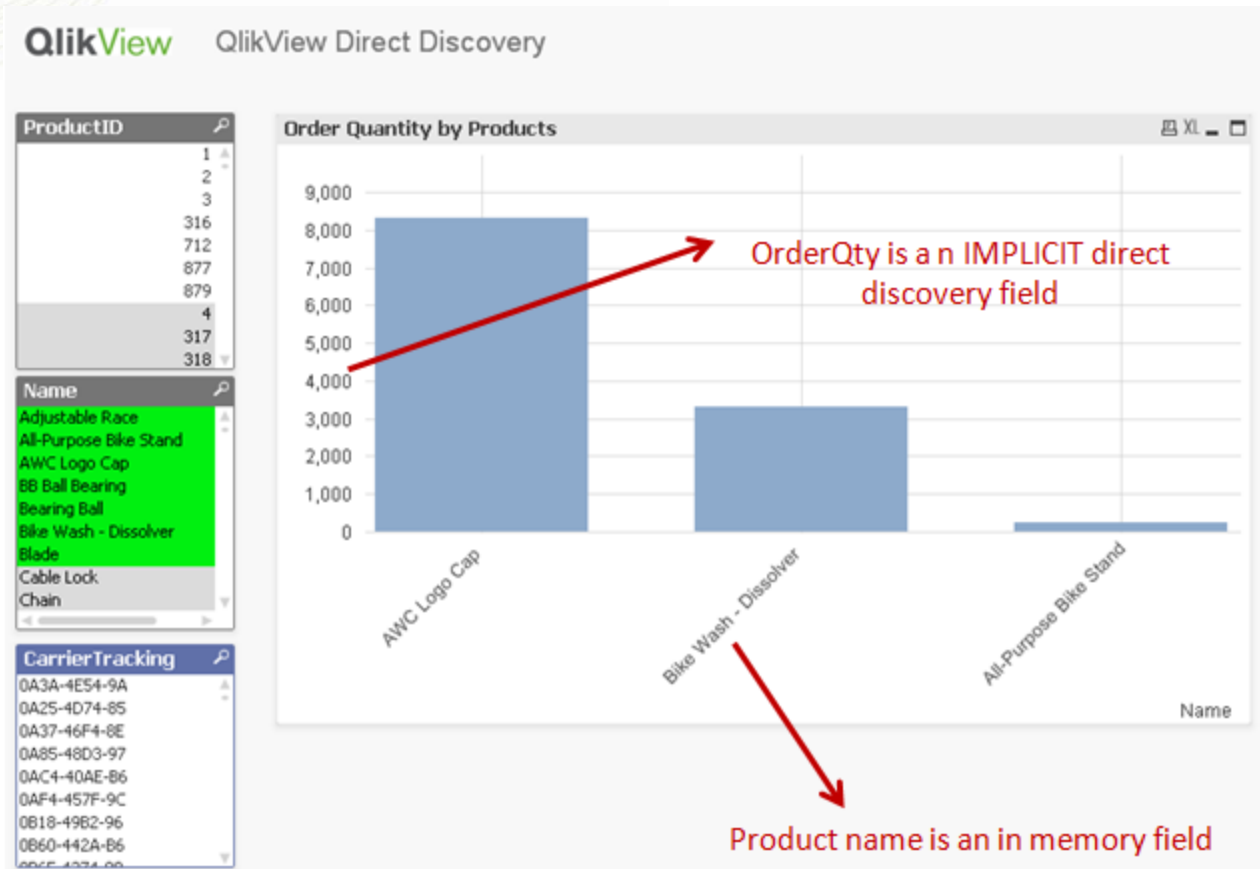 QlikView QlikView Direct Discovery
ProductID
1
2
3
316
712
877
879
4
317
318
Name
Adjustable Race
All-Purpose Bike Stand
AWC Logo Cap
BB Ball Bearing
Bearing Ball
Bike Wash - Dissolver
Blade
Cable Lock
Chain
CarrierTracking
0A3A-4E54-9A
0A25-4D74-85
0A37-46F4-8E
0A85-48D3-97
0AC4-40AE-B6
0AF4-457F-9C
0B18-49B2-96
0B60-442A-B6
Order Quantity by Products
XL
9,000
8,000
7,000
6,000
5,000
4,000
3,000
2,000
1,000
0
OrderQty is a n IMPLICIT direct
discovery field
AWC Logo Cap
Bike Wash - Dissolver
All-Purpose Bike Stand
Name
Product name is an in memory field